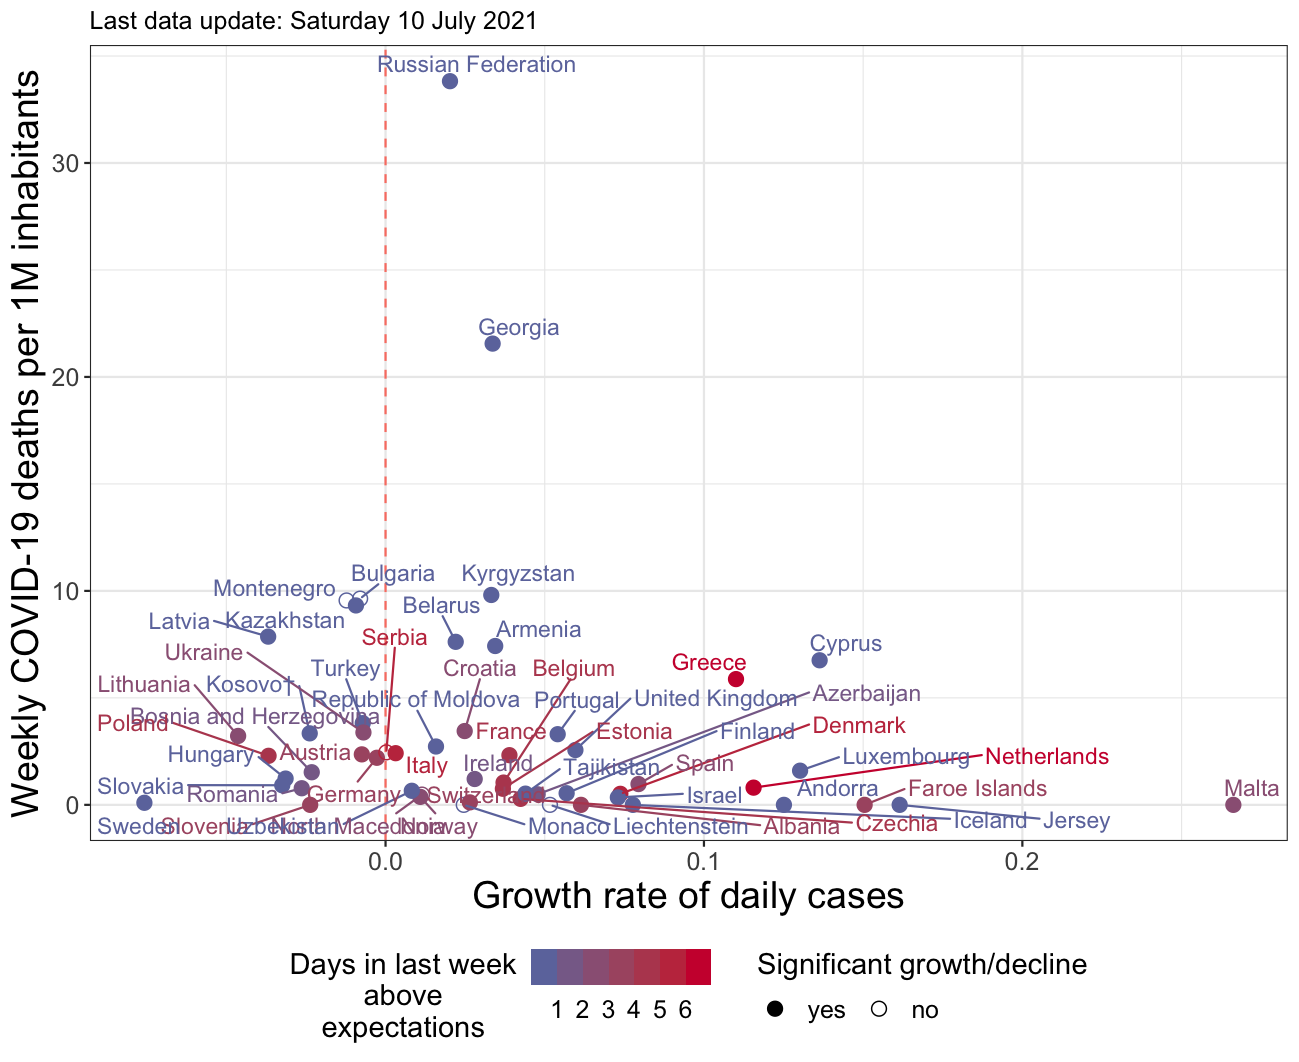 Last data update: Saturday 10 July 2021
Weekly COVID-19 deaths per 1M inhabitants
30
20
10
0
Russian Federation
Georgia
Bulgaria
Kyrgyzstan
Montenegro
Belarus
Latvia
Kazakhstan
Armenia
Serbia
Cyprus
Ukraine
Greece
Turkey
Croatia
Belgium
Lithuania
Kosovo†
Azerbaijan
Republic of Moldova
Portugal
United Kingdom
Bosnia and Herzegovina
Poland
Denmark
France
Estonia
Finland
Hungary
Austria
Luxembourg
Netherlands
Italy
Ireland
Tajikistan
Spain
Slovakia
Andorra
Faroe Islands
Malta
Romania
Germany
Switzerland
Israel
Iceland
Jersey
Sweden
Slovenia
Uzbekistan
North Macedonia
Norway
Monaco
Liechtenstein
Albania
Czechia
0.0
0.1
0.2
Growth rate of daily cases
Days in last week
above
expectations
1 2 3 4 5 6
Significant growth/decline
yes
no